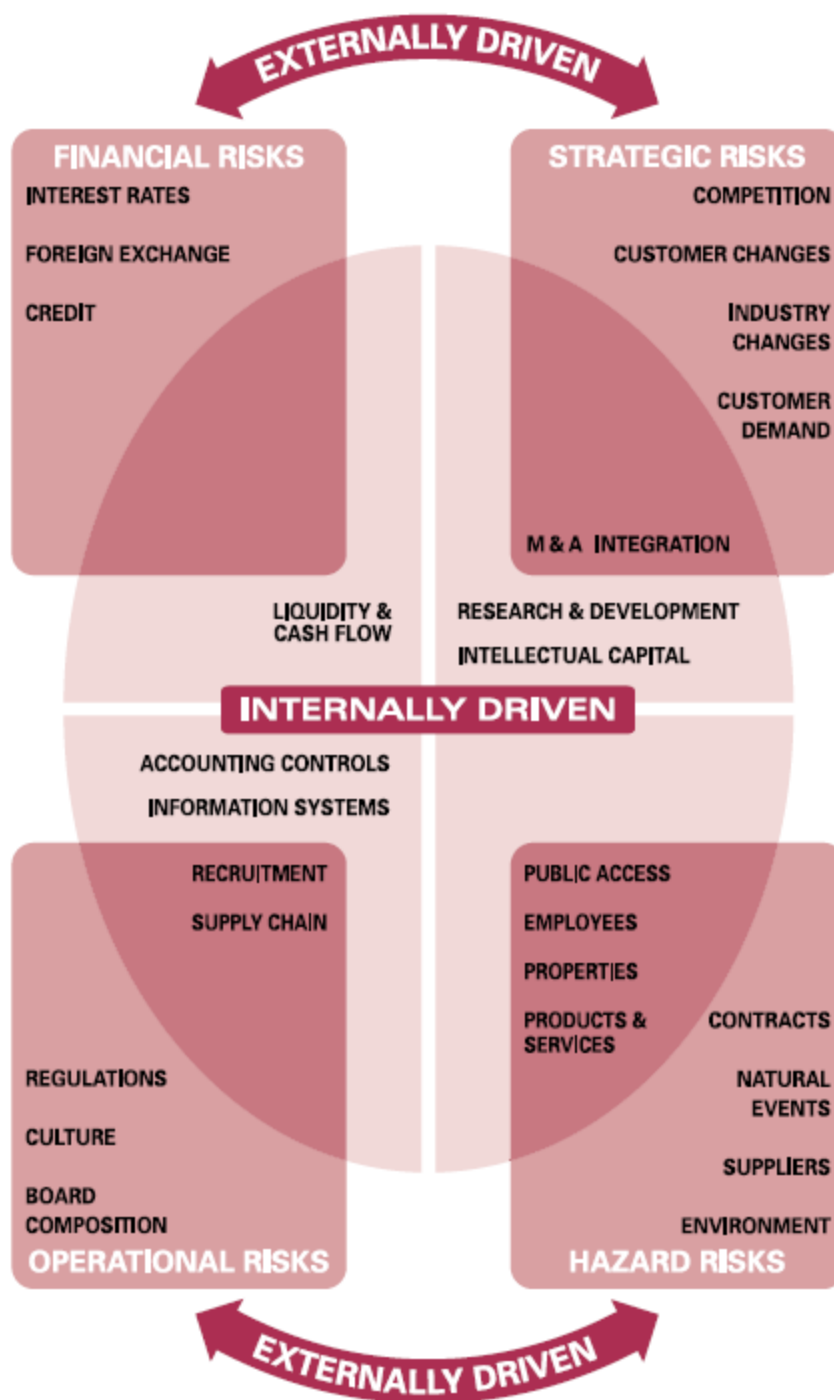 EXTERNALLY DRIVEN
FINANCIAL RISKS
INTEREST RATES
FOREIGN EXCHANGE
CREDIT
STRATEGIC RISKS
COMPETITION
CUSTOMER CHANGES
INDUSTRY
CHANGES
CUSTOMER
DEMAND
M & A INTEGRATION
LIQUIDITY &
CASH FLOW
RESEARCH & DEVELOPMENT
INTELLECTUAL CAPITAL
INTERNALLY DRIVEN
ACCOUNTING CONTROLS
INFORMATION SYSTEMS
RECRUITMENT
SUPPLY CHAIN
REGULATIONS
CULTURE
BOARD
COMPOSITION
OPERATIONAL RISKS
PUBLIC ACCESS
EMPLOYEES
PROPERTIES
PRODUCTS &
SERVICES
CONTRACTS
NATURAL
EVENTS
SUPPLIERS
ENVIRONMENT
HAZARD RISKS
EXTERNALLY DRIVEN